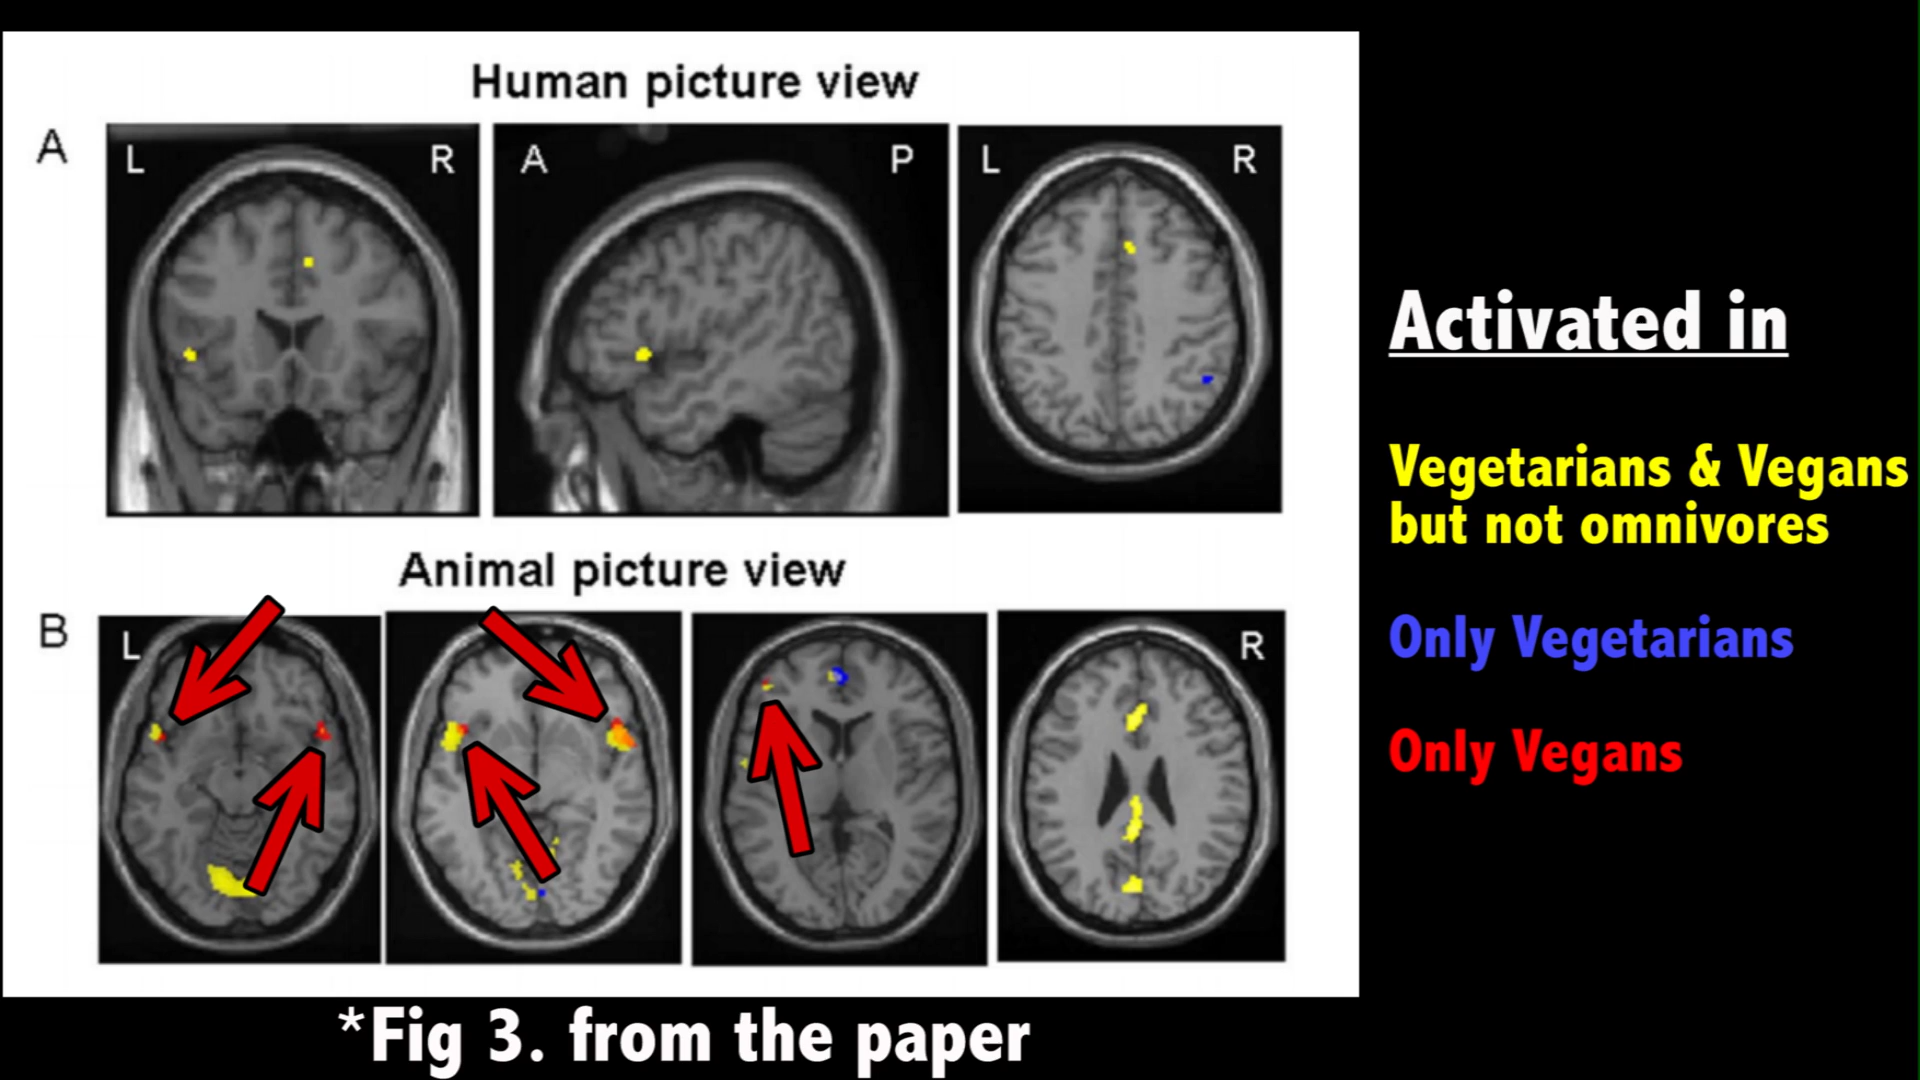 Human picture view
A
L R
A P
L R
Animal picture view
B
L
R
*Fig 3. from the paper
Activated in
Vegetarians & Vegans
but not omnivores
Only Vegetarians
Only Vegans